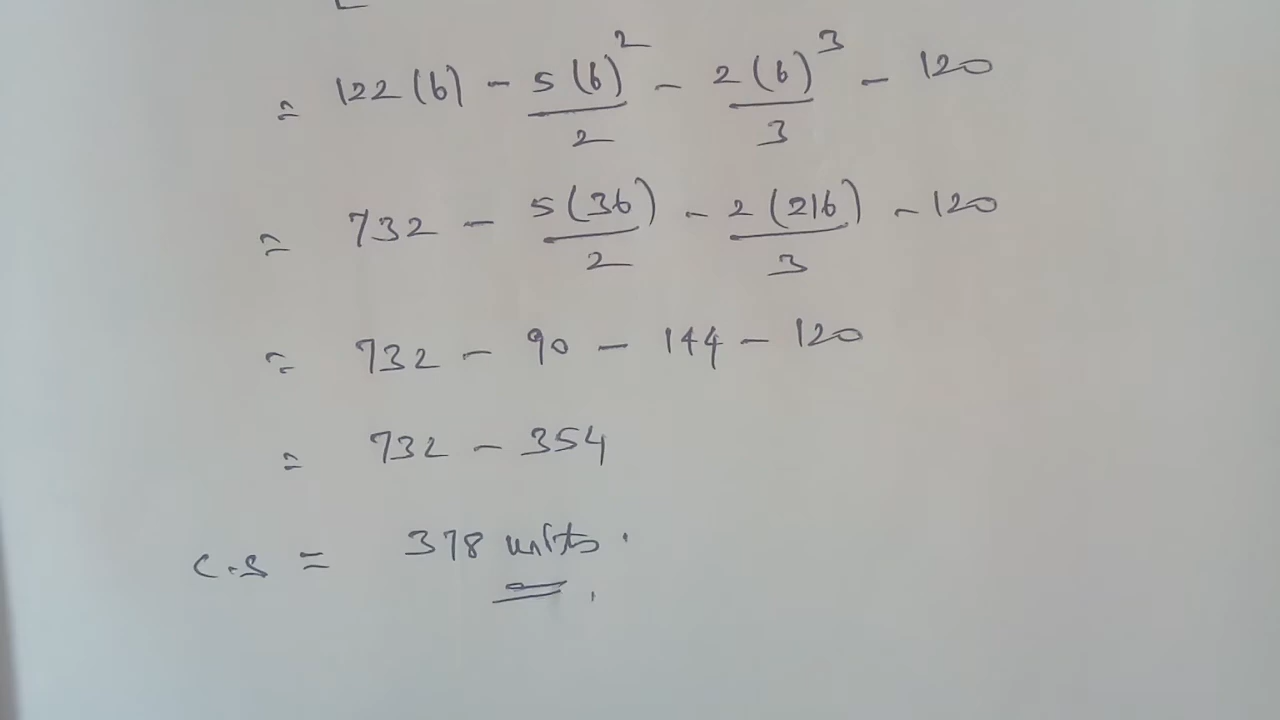 = 122(6) - 5(6)²/2 - 2(6)³/3 - 120
= 732 - 5(36)/2 - 2(216)/3 - 120
= 732 - 90 - 144 - 120
= 732 - 354
C.S = 378 units.